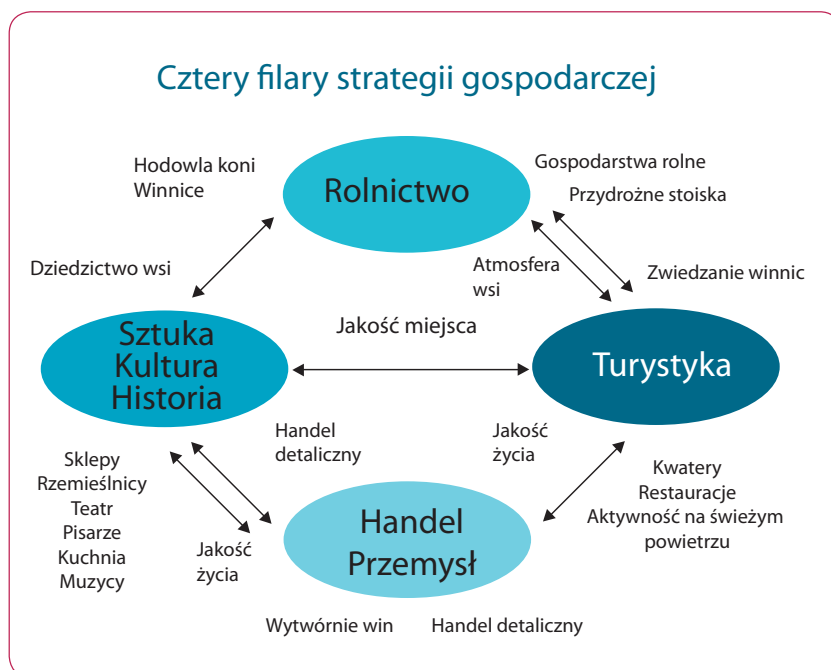 Cztery filary strategii gospodarczej
Hodowla koni
Winnice
Rolnictwo
Gospodarstwa rolne
Przydrożne stoiska
Dziedzictwo wsi
Atmosfera
wsi
Zwiedzanie winnic
Jakość miejsca
Sztuka
Kultura
Historia
Turystyka
Handel
detaliczny
Jakość
życia
Sklepy
Rzemieślnicy
Teatr
Pisarze
Kuchnia
Muzycy
Jakość
życia
Handel
Przemysł
Kwatery
Restauracje
Aktywność na świeżym
powietrzu
Wytwórnie win
Handel detaliczny